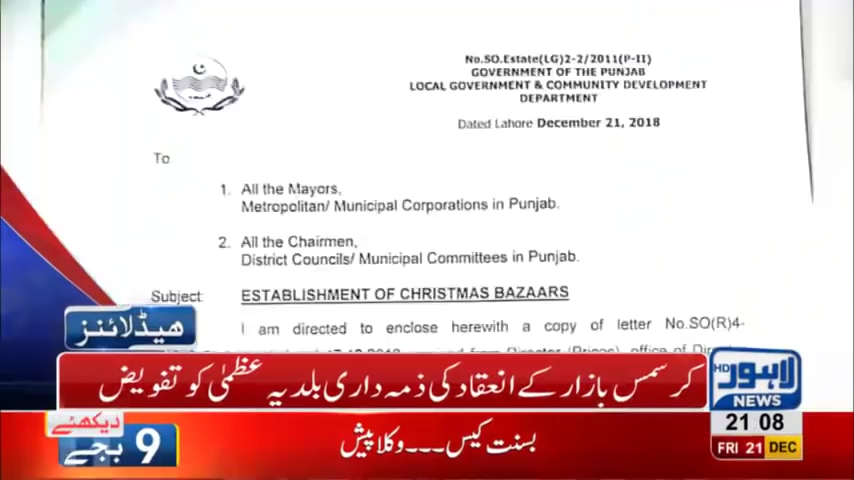 No.SO.Estate(LG)2-2/2011(P-II)
GOVERNMENT OF THE PUNJAB
LOCAL GOVERNMENT & COMMUNITY DEVELOPMENT
DEPARTMENT
Dated Lahore December 21, 2018
To
1. All the Mayors,
Metropolitan/ Municipal Corporations in Punjab.
2. All the Chairmen,
District Councils/ Municipal Committees in Punjab.
Subject: ESTABLISHMENT OF CHRISTMAS BAZAARS
I am directed to enclose herewith a copy of letter No.SO(R)4-
ہیڈلائنز
کرسمس بازار کے انعقاد کی ذمہ داری بلدیہ عظمیٰ کو تفویض
لاہور
HD
NEWS
دیکھئے
9 بجے
بسنت کیس۔۔۔وکلا پیش
21 08
FRI 21 DEC